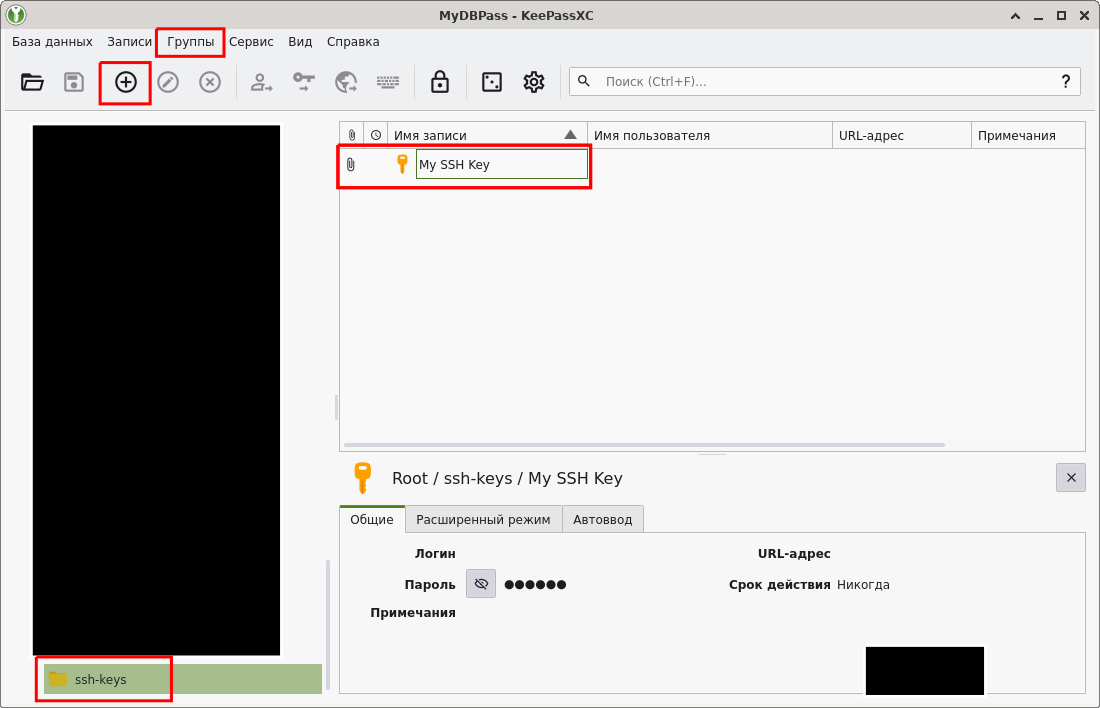 MyDBPass - KeePassXC
База данных Записи Группы Сервис Вид Справка
Поиск (Ctrl+F)... ?
Имя записи Имя пользователя URL-адрес Примечания
My SSH Key
Root / ssh-keys / My SSH Key
Общие Расширенный режим Автоввод
Логин URL-адрес
Пароль ●●●●●● Срок действия Никогда
Примечания
ssh-keys